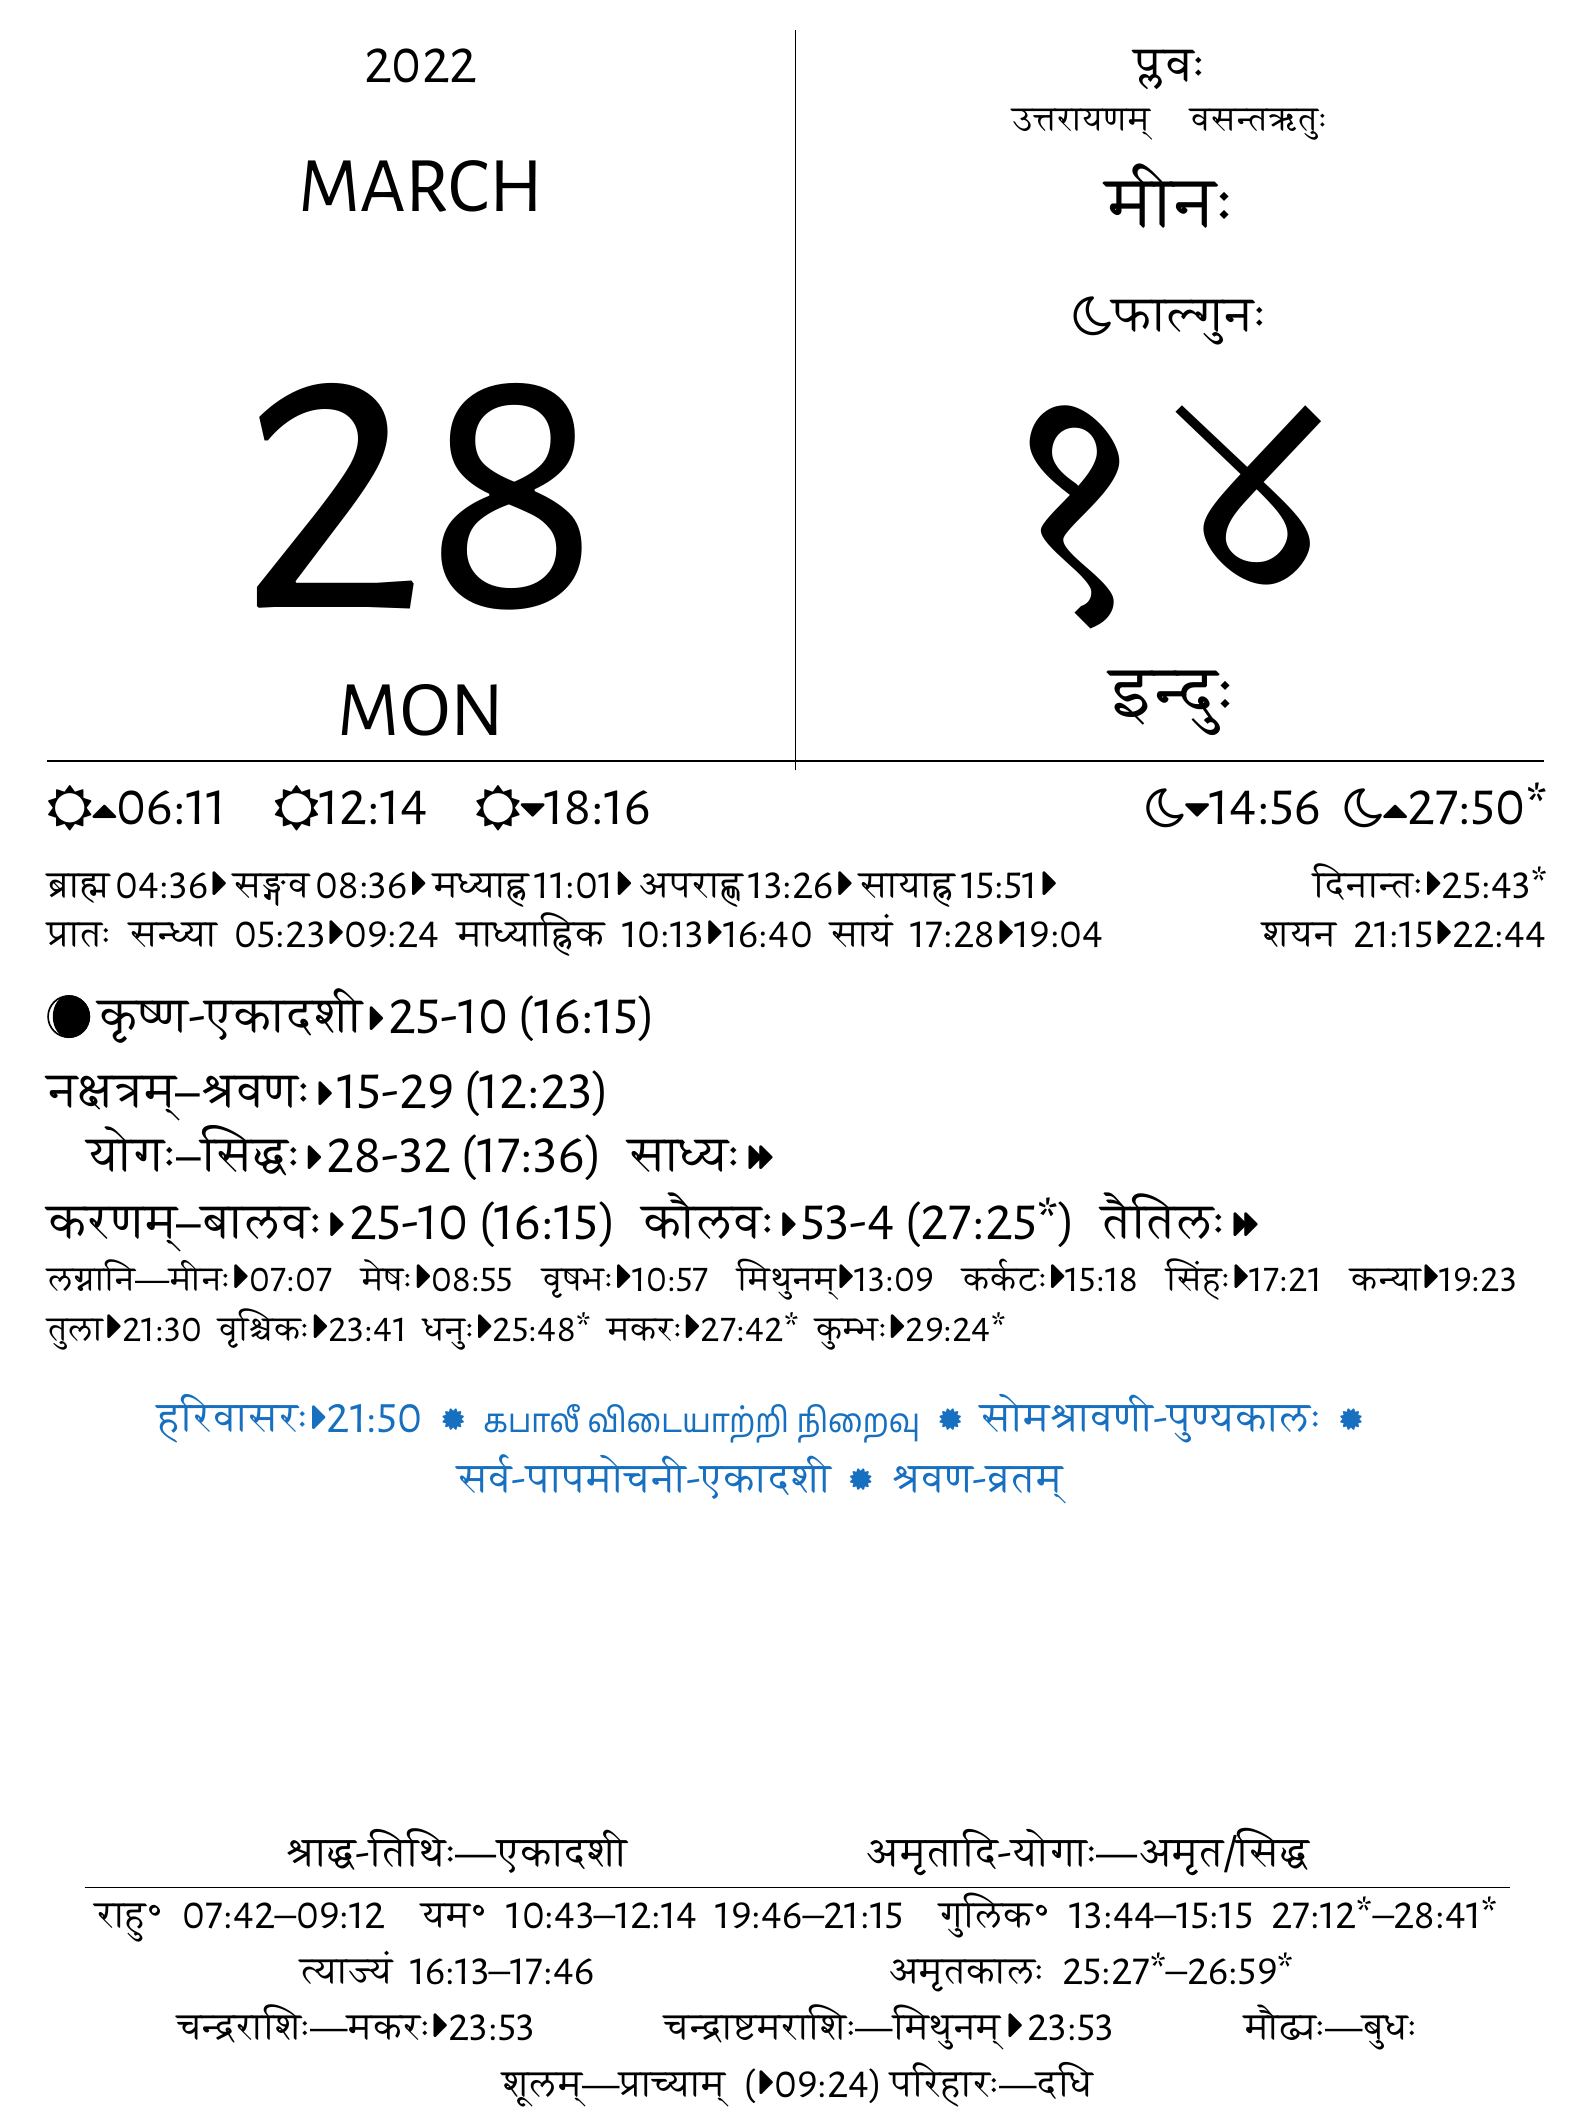 2022
MARCH
28
MON
प्लवः
उत्तरायणम् वसन्तऋतुः
मीनः
फाल्गुनः
१४
इन्दुः
06:11 12:14 18:16 14:56 27:50*
ब्राह्म 04:36 सङ्गव 08:36 मध्याह्न 11:01 अपराह्ण 13:26 सायाह्न 15:51 दिनान्तः 25:43*
प्रातः सन्ध्या 05:23 09:24 माध्याह्निक 10:13 16:40 सायं 17:28 19:04 शयन 21:15 22:44
कृष्ण-एकादशी 25-10 (16:15)
नक्षत्रम्–श्रवणः 15-29 (12:23)
योगः–सिद्धः 28-32 (17:36) साध्यः
करणम्–बालवः 25-10 (16:15) कौलवः 53-4 (27:25*) तैतिलः
लग्नानि—मीनः 07:07 मेषः 08:55 वृषभः 10:57 मिथुनम् 13:09 कर्कटः 15:18 सिंहः 17:21 कन्या 19:23
तुला 21:30 वृश्चिकः 23:41 धनुः 25:48* मकरः 27:42* कुम्भः 29:24*
हरिवासरः 21:50 கபாலீ விடையாற்றி நிறைவு सोमश्रावणी-पुण्यकालः
सर्व-पापमोचनी-एकादशी श्रवण-व्रतम्
श्राद्ध-तिथिः—एकादशी अमृतादि-योगाः—अमृत/सिद्ध
राहु॰ 07:42–09:12 यम॰ 10:43–12:14 19:46–21:15 गुलिक॰ 13:44–15:15 27:12*–28:41*
त्याज्यं 16:13–17:46 अमृतकालः 25:27*–26:59*
चन्द्रराशिः—मकरः 23:53 चन्द्राष्टमराशिः—मिथुनम् 23:53 मौढ्यः—बुधः
शूलम्—प्राच्याम् ( 09:24) परिहारः—दधि